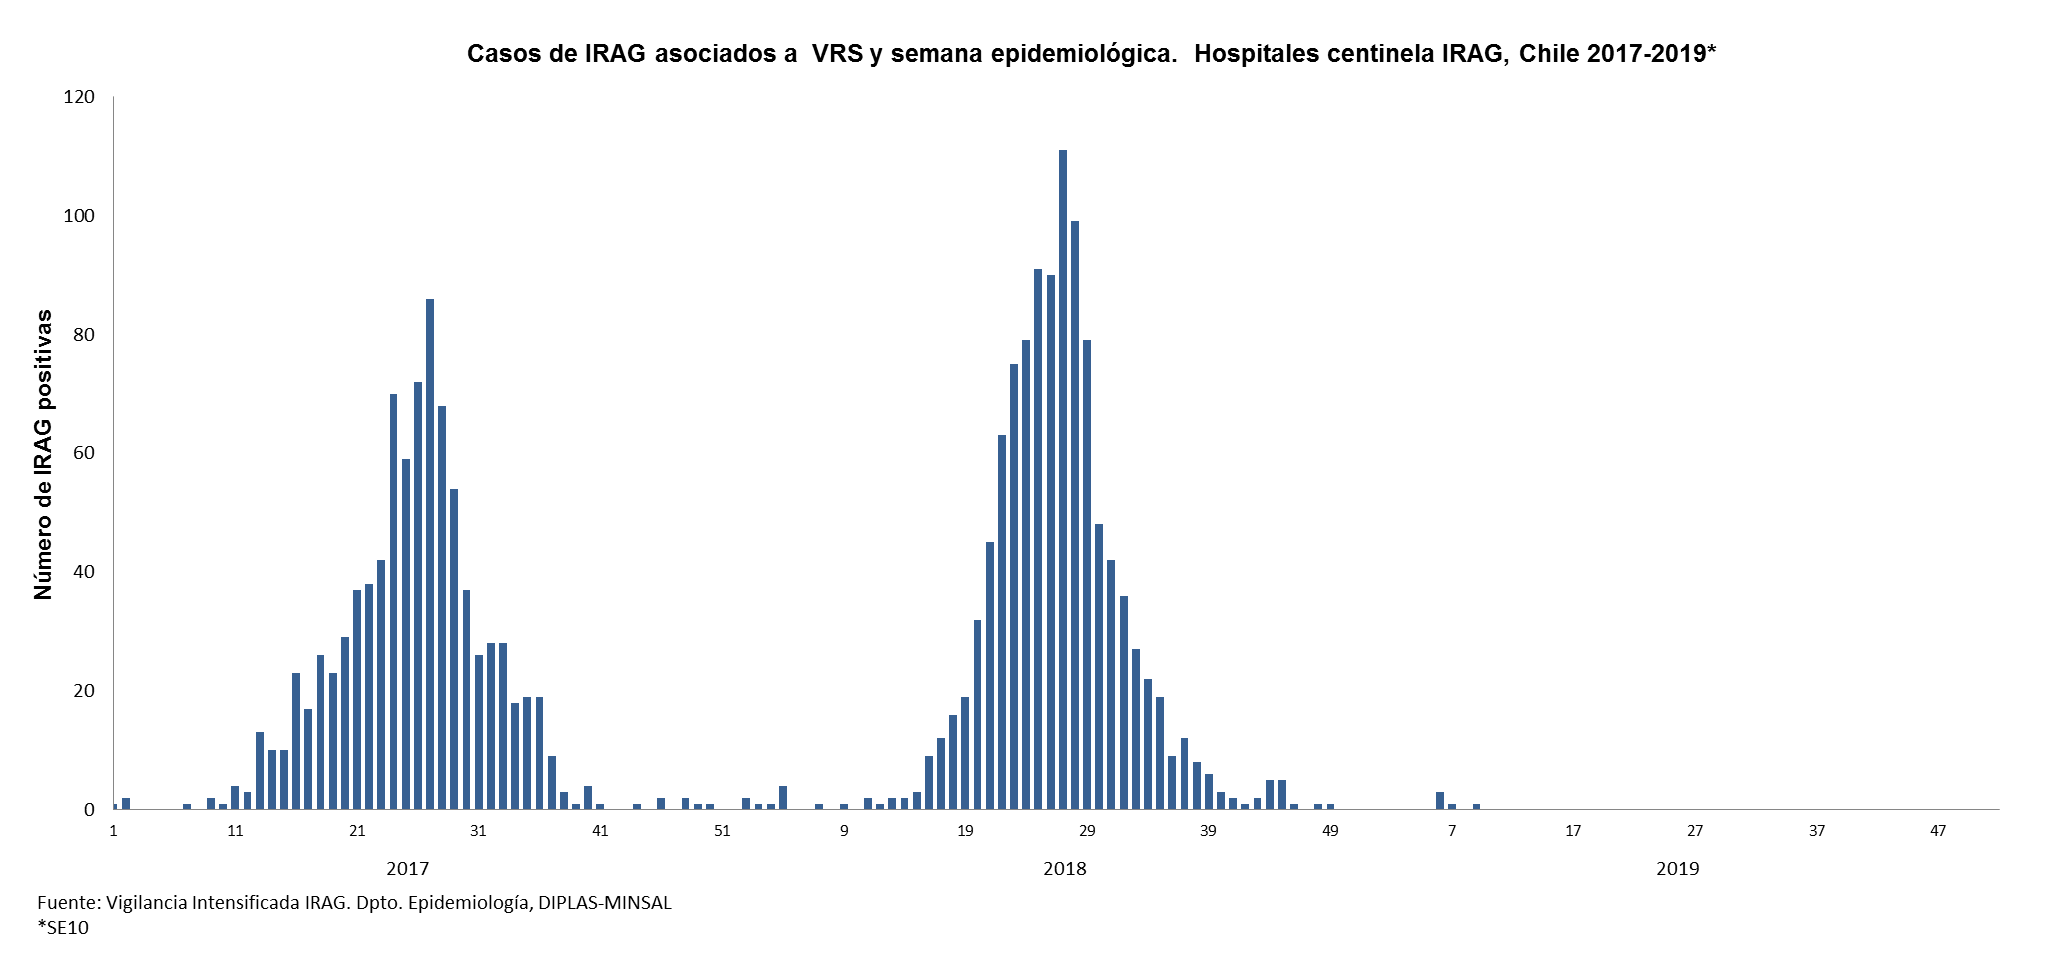 Casos de IRAG asociados a  VRS y semana epidemiológica.  Hospitales centinela IRAG, Chile 2017-2019*
Número de IRAG positivas
120
100
80
60
40
20
0
1 11 21 31 41 51 9 19 29 39 49 7 17 27 37 47
2017 2018 2019
Fuente: Vigilancia Intensificada IRAG. Dpto. Epidemiología, DIPLAS-MINSAL
*SE10